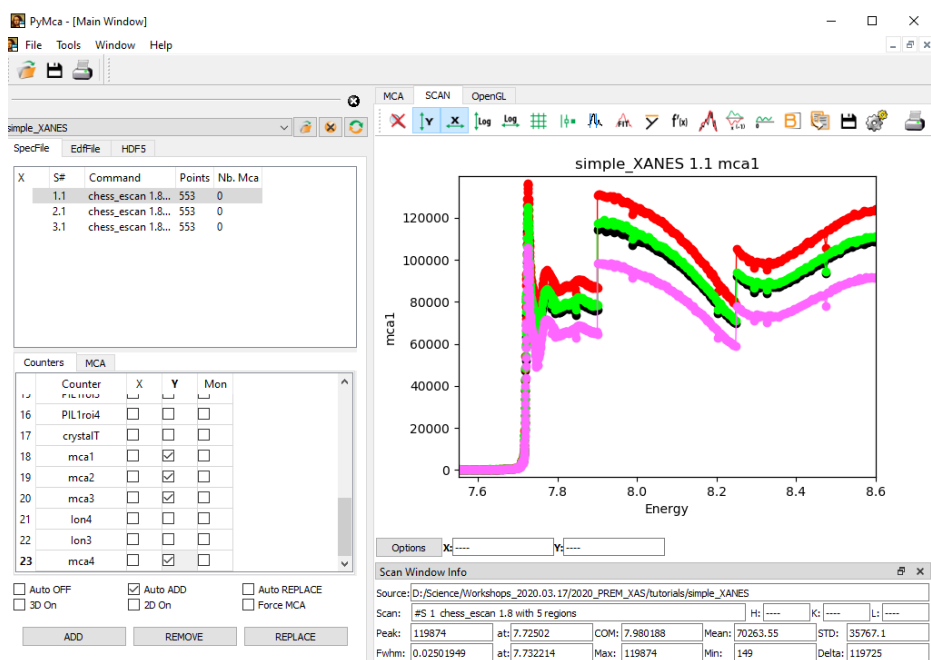 PyMca - [Main Window]
File Tools Window Help
simple_XANES
SpecFile EdfFile HDF5
X S# Command Points Nb. Mca
1.1 chess_escan 1.8... 553 0
2.1 chess_escan 1.8... 553 0
3.1 chess_escan 1.8... 553 0
Counters MCA
Counter X Y Mon
16 PIL1roi4
17 crystalT
18 mca1
19 mca2
20 mca3
21 Ion4
22 Ion3
23 mca4
Auto OFF Auto ADD Auto REPLACE
3D On 2D On Force MCA
ADD REMOVE REPLACE
MCA SCAN OpenGL
Y X Log Log FIT f'(x) (-1) B
simple_XANES 1.1 mca1
mca1
120000
100000
80000
60000
40000
20000
0
7.6 7.8 8.0 8.2 8.4 8.6
Energy
Options X: ---- Y: ----
Scan Window Info
Source: D:/Science/Workshops_2020.03.17/2020_PREM_XAS/tutorials/simple_XANES
Scan: #S 1 chess_escan 1.8 with 5 regions H: ---- K: ---- L: ----
Peak: 119874 at: 7.72502 COM: 7.980188 Mean: 70263.55 STD: 35767.1
Fwhm: 0.02501949 at: 7.732214 Max: 119874 Min: 149 Delta: 119725